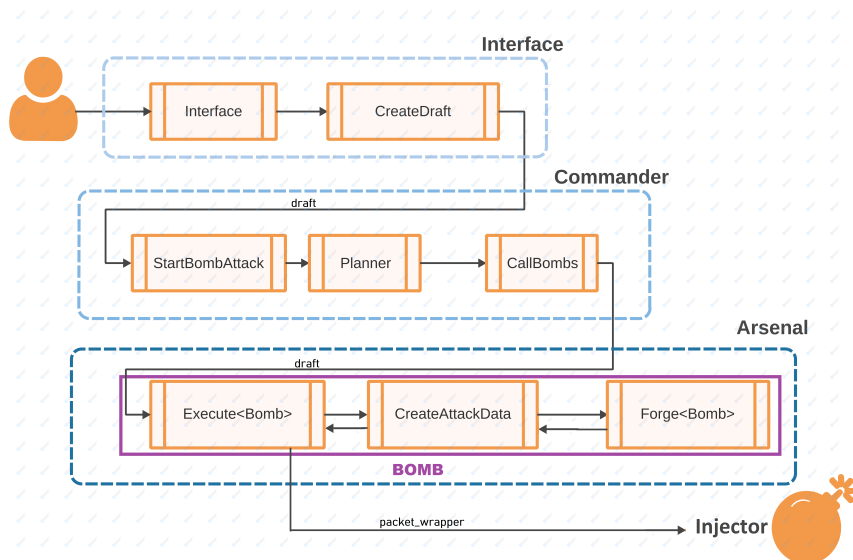 Interface
Interface
CreateDraft
Commander
draft
StartBombAttack
Planner
CallBombs
Arsenal
draft
Execute<Bomb>
CreateAttackData
Forge<Bomb>
BOMB
packet_wrapper
Injector